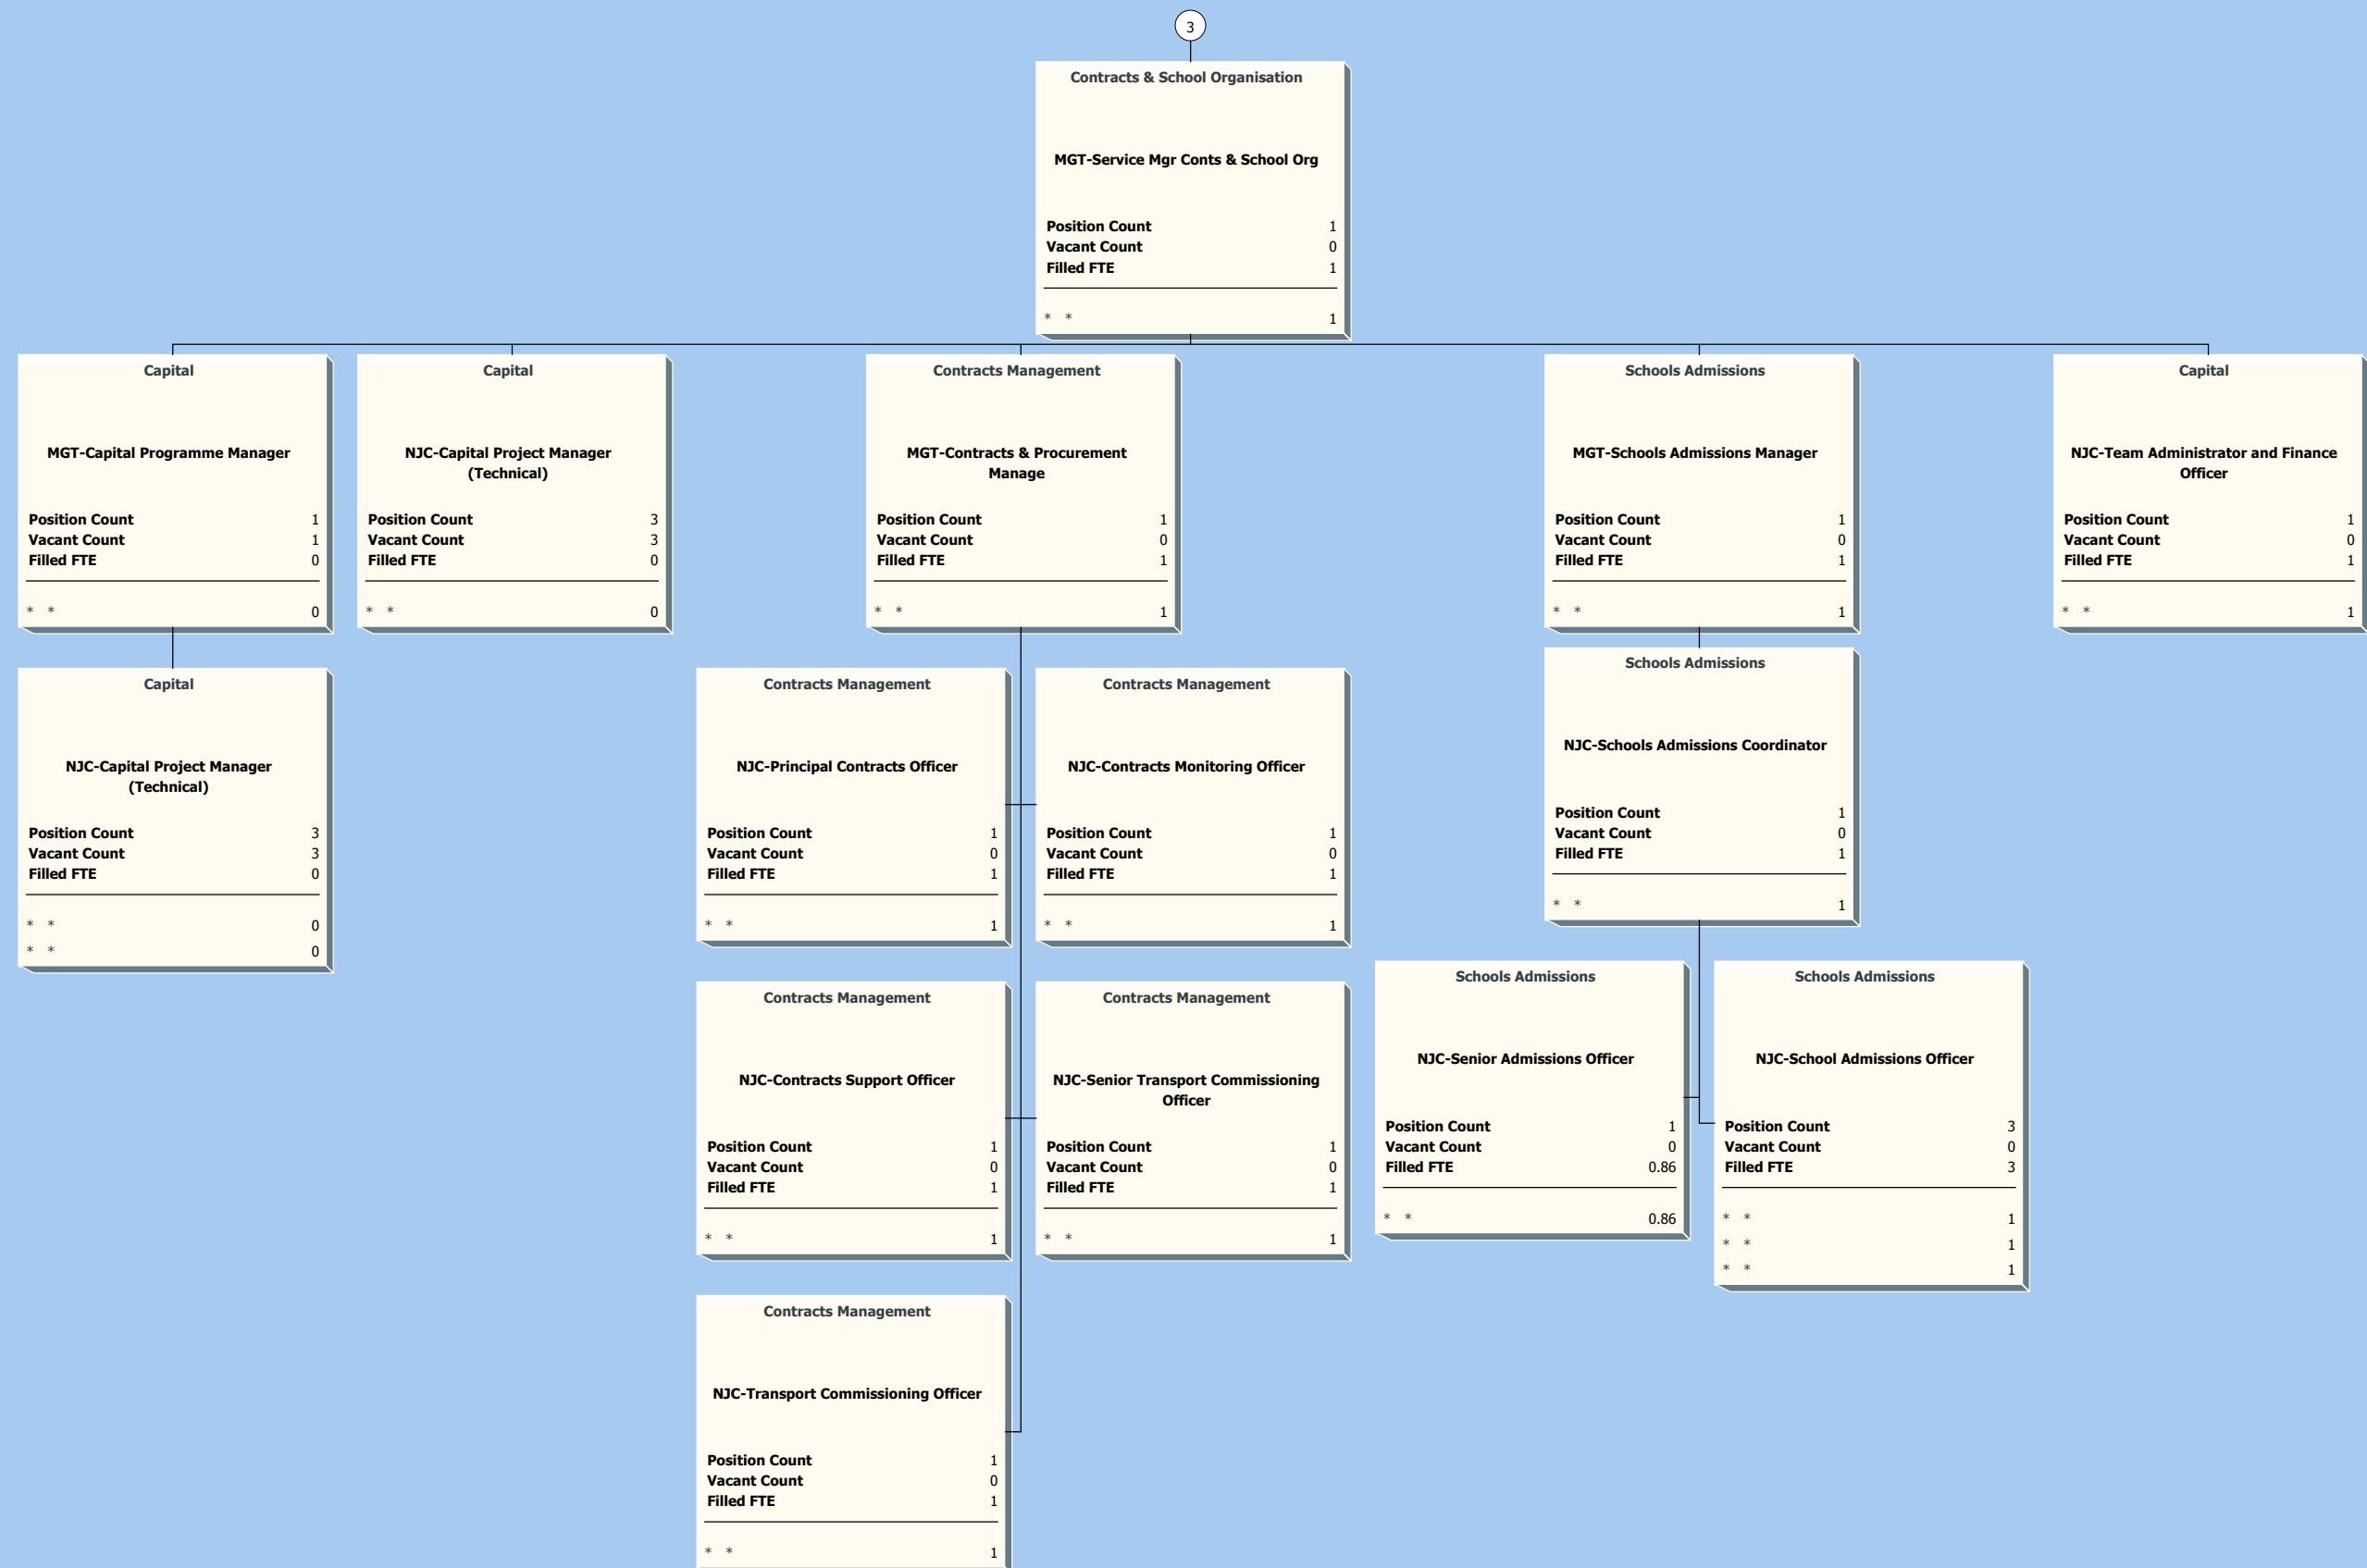 3
Contracts & School Organisation
MGT-Service Mgr Conts & School Org
Position Count 1
Vacant Count 0
Filled FTE 1
* * 1
Capital
MGT-Capital Programme Manager
Position Count 1
Vacant Count 1
Filled FTE 0
* * 0
Capital
NJC-Capital Project Manager
(Technical)
Position Count 3
Vacant Count 3
Filled FTE 0
* * 0
Contracts Management
MGT-Contracts & Procurement
Manage
Position Count 1
Vacant Count 0
Filled FTE 1
* * 1
Schools Admissions
MGT-Schools Admissions Manager
Position Count 1
Vacant Count 0
Filled FTE 1
* * 1
Capital
NJC-Team Administrator and Finance
Officer
Position Count 1
Vacant Count 0
Filled FTE 1
* * 1
Capital
NJC-Capital Project Manager
(Technical)
Position Count 3
Vacant Count 3
Filled FTE 0
* * 0
* * 0
Contracts Management
NJC-Principal Contracts Officer
Position Count 1
Vacant Count 0
Filled FTE 1
* * 1
Contracts Management
NJC-Contracts Monitoring Officer
Position Count 1
Vacant Count 0
Filled FTE 1
* * 1
Schools Admissions
NJC-Schools Admissions Coordinator
Position Count 1
Vacant Count 0
Filled FTE 1
* * 1
Contracts Management
NJC-Contracts Support Officer
Position Count 1
Vacant Count 0
Filled FTE 1
* * 1
Contracts Management
NJC-Senior Transport Commissioning
Officer
Position Count 1
Vacant Count 0
Filled FTE 1
* * 1
Schools Admissions
NJC-Senior Admissions Officer
Position Count 1
Vacant Count 0
Filled FTE 0.86
* * 0.86
Schools Admissions
NJC-School Admissions Officer
Position Count 3
Vacant Count 0
Filled FTE 3
* * 1
* * 1
* * 1
Contracts Management
NJC-Transport Commissioning Officer
Position Count 1
Vacant Count 0
Filled FTE 1
* * 1